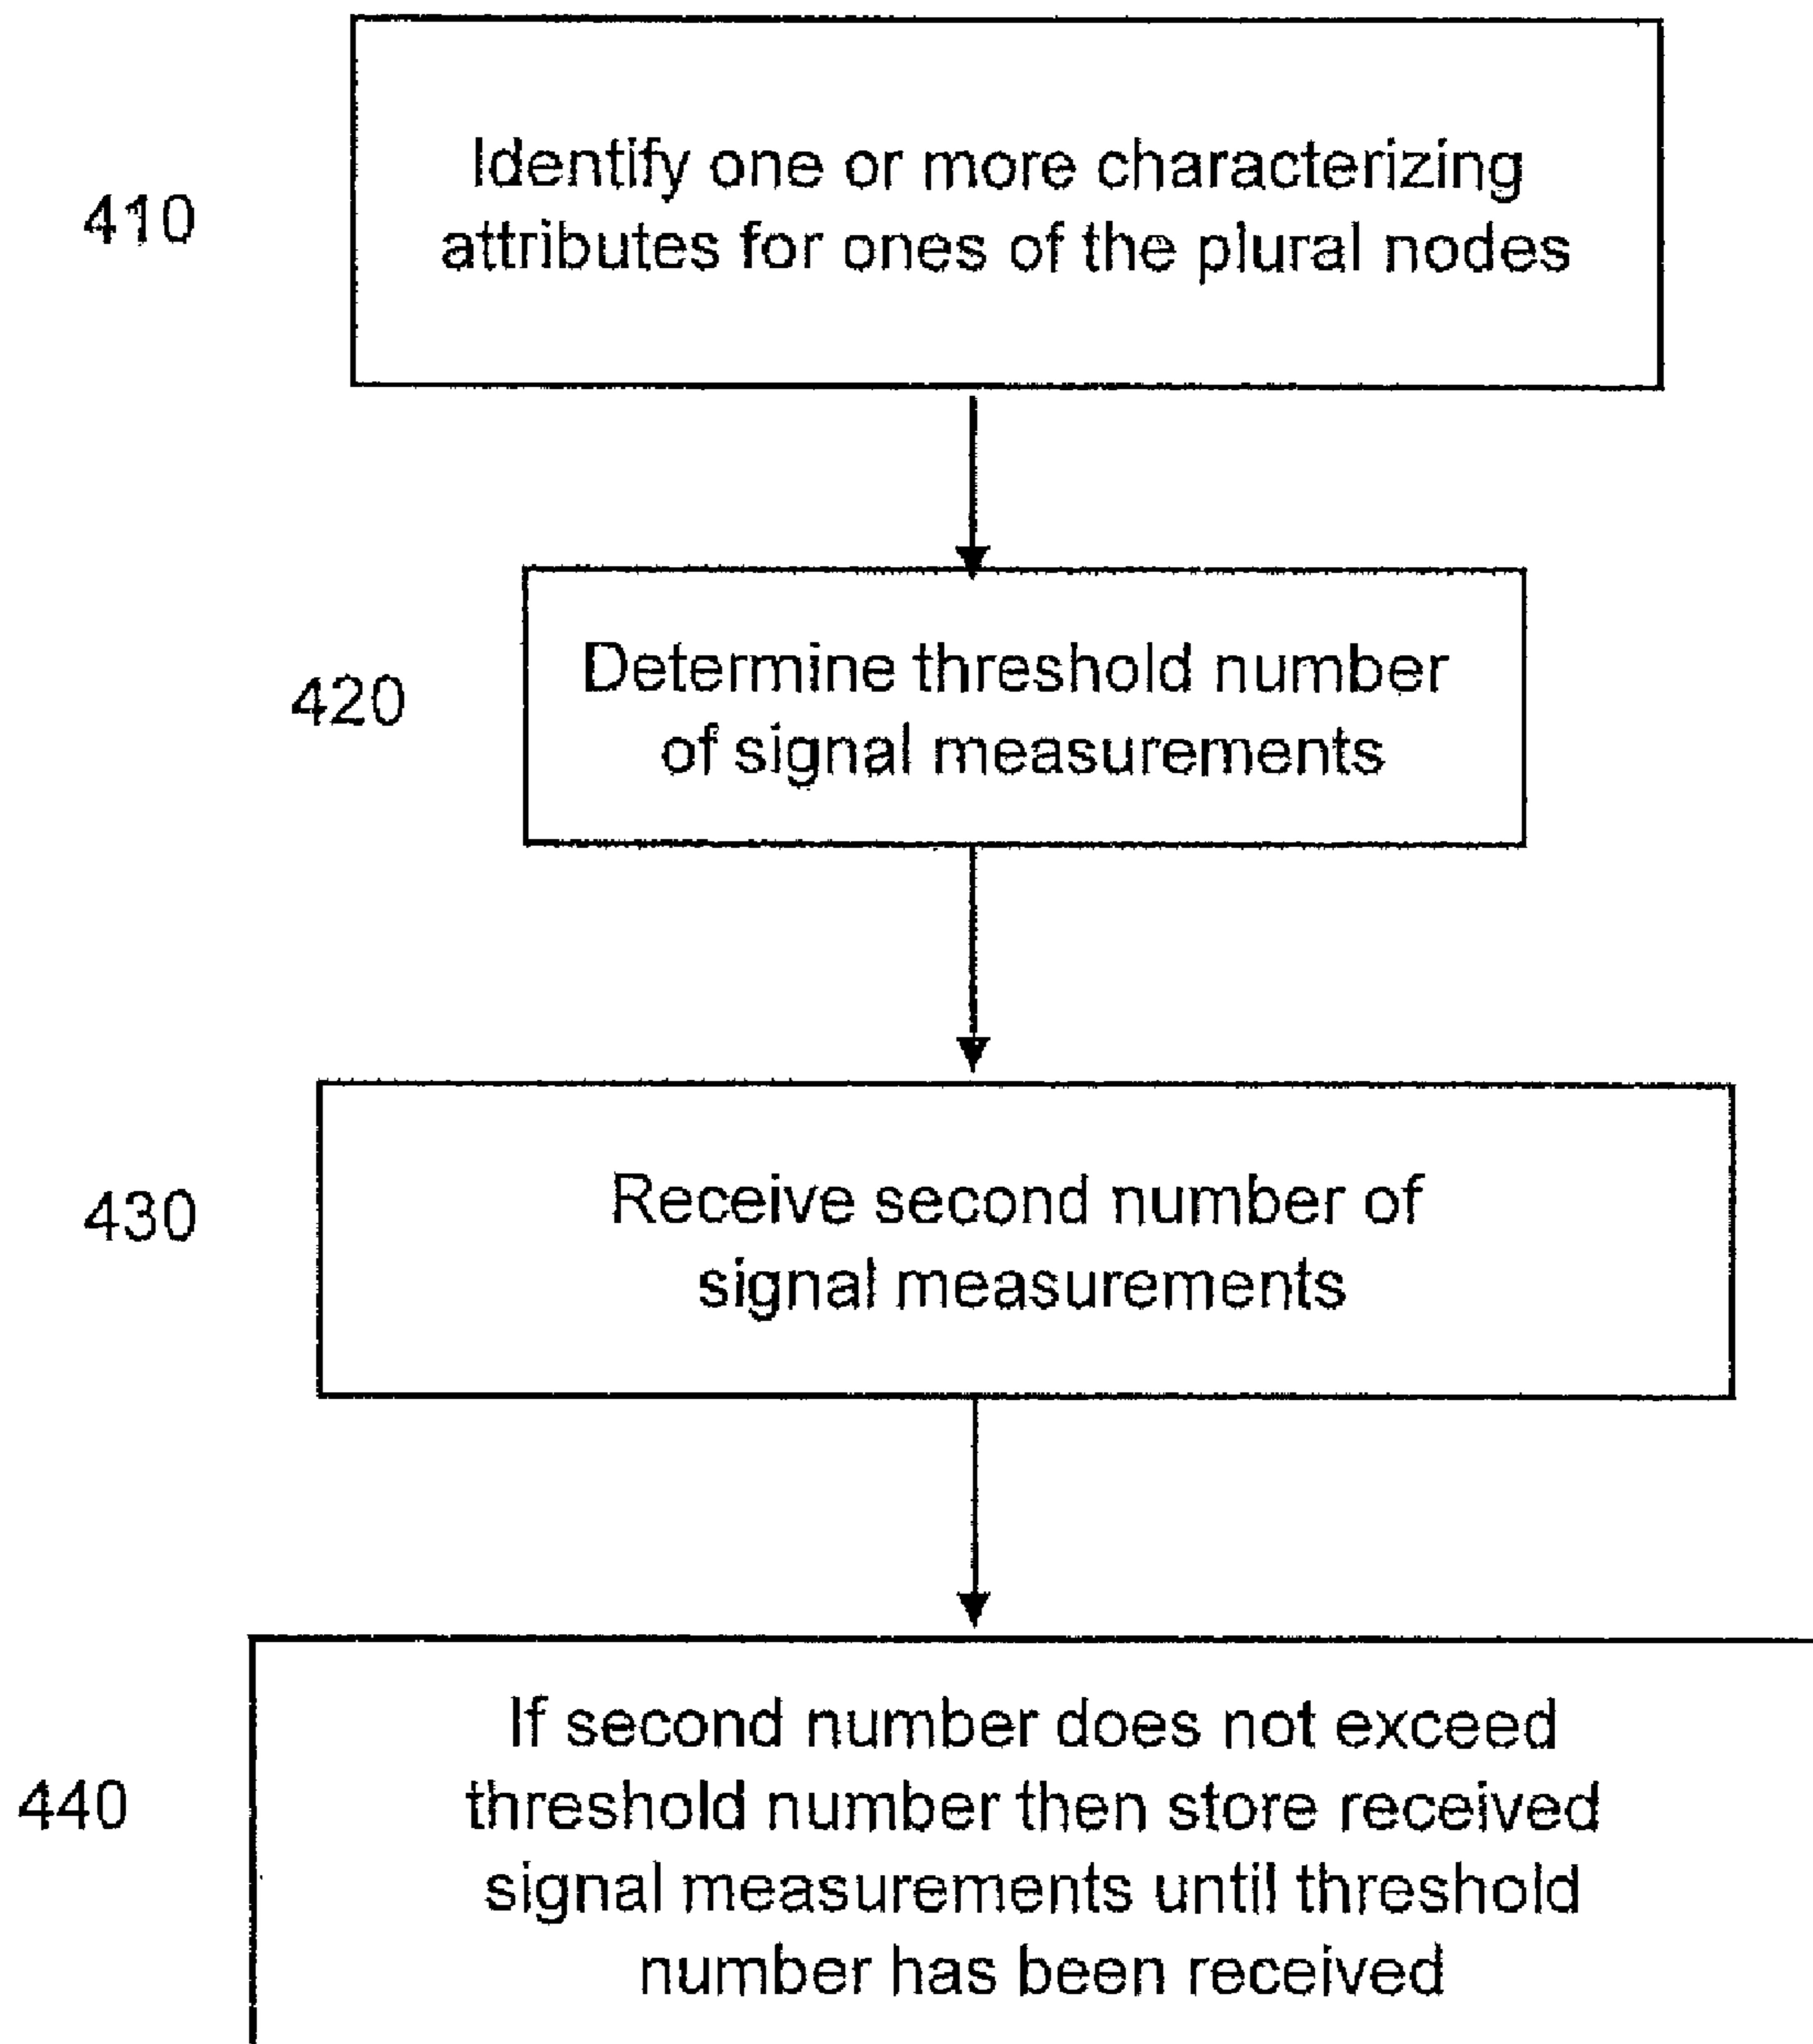 410
Identify one or more characterizing
attributes for ones of the plural nodes
420
Determine threshold number
of signal measurements
430
Receive second number of
signal measurements
440
If second number does not exceed
threshold number then store received
signal measurements until threshold
number has been received